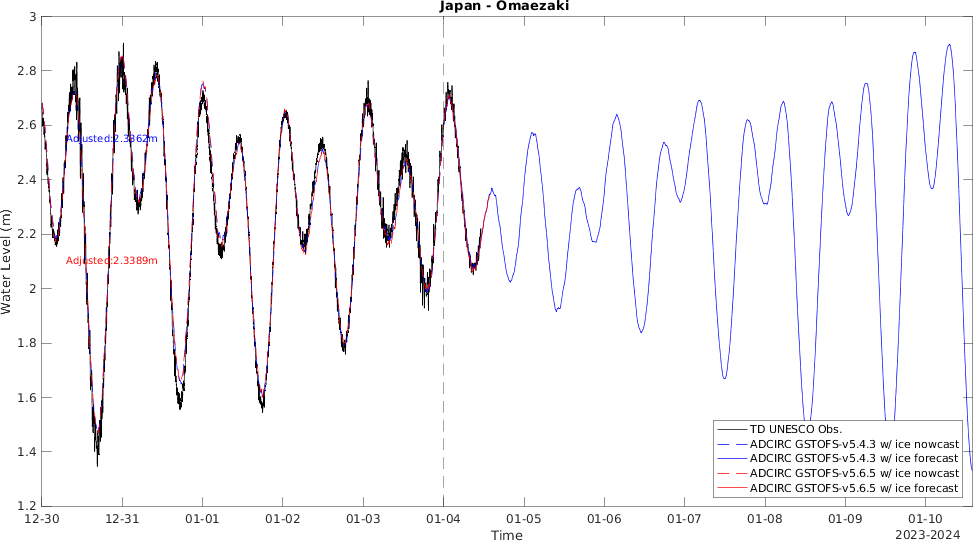 Japan - Omaezaki
3
2.8
2.6
2.4
2.2
2
1.8
1.6
1.4
1.2
Water Level (m)
Adjusted:2.3362m
Adjusted:2.3389m
TD UNESCO Obs.
ADCIRC GSTOFS-v5.4.3 w/ ice nowcast
ADCIRC GSTOFS-v5.4.3 w/ ice forecast
ADCIRC GSTOFS-v5.6.5 w/ ice nowcast
ADCIRC GSTOFS-v5.6.5 w/ ice forecast
12-30 12-31 01-01 01-02 01-03 01-04 01-05 01-06 01-07 01-08 01-09 01-10
Time
2023-2024